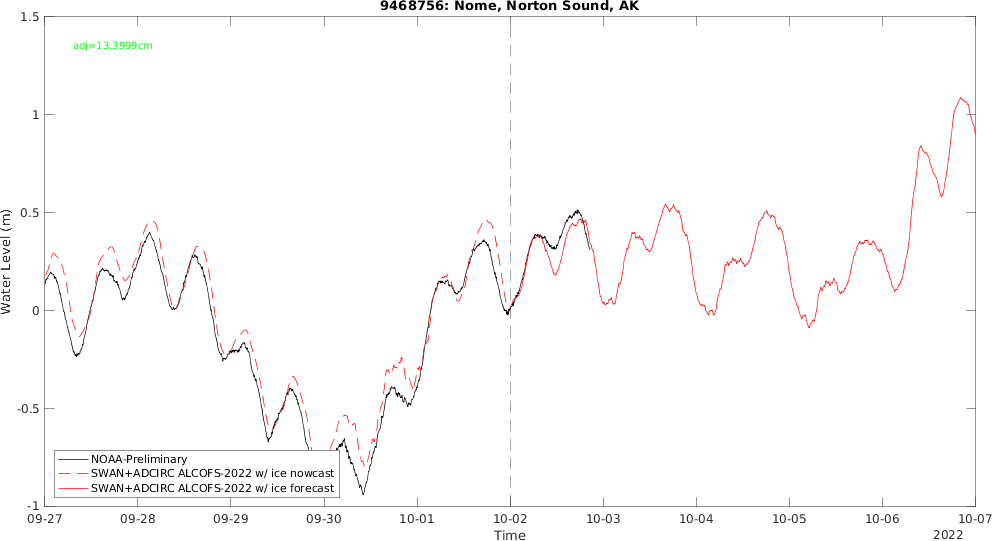 9468756: Nome, Norton Sound, AK
adj=13.3999cm
Water Level (m)
1.5
1
0.5
0
-0.5
-1
NOAA-Preliminary
SWAN+ADCIRC ALCOFS-2022 w/ ice nowcast
SWAN+ADCIRC ALCOFS-2022 w/ ice forecast
09-27 09-28 09-29 09-30 10-01 10-02 10-03 10-04 10-05 10-06 10-07
Time
2022